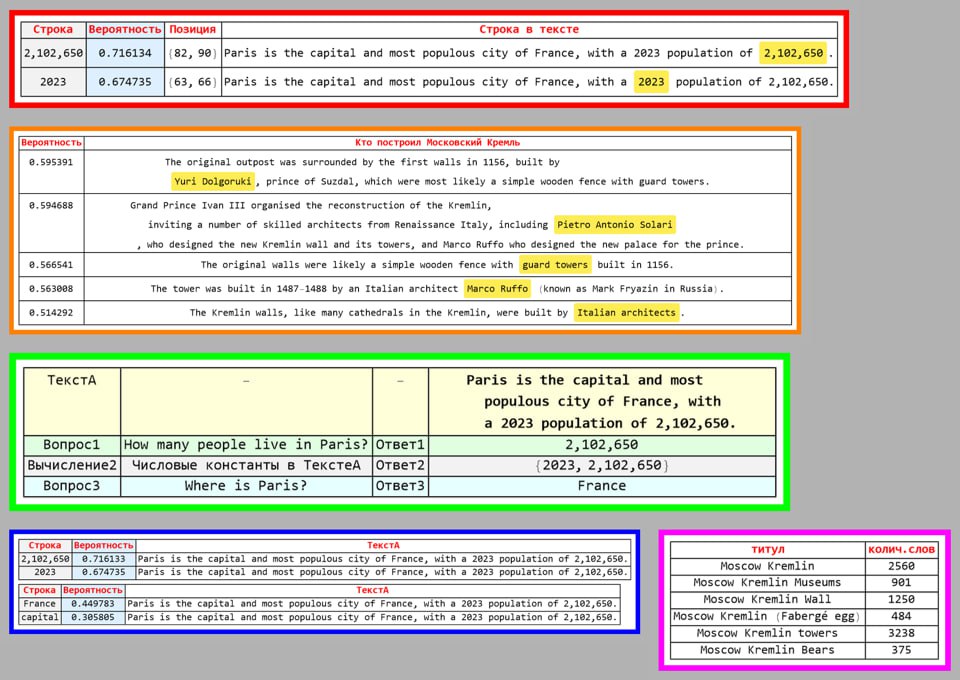 Строка Вероятность Позиция Строка в тексте
2,102,650 0.716134 {82, 90} Paris is the capital and most populous city of France, with a 2023 population of 2,102,650.
2023 0.674735 {63, 66} Paris is the capital and most populous city of France, with a 2023 population of 2,102,650.
Вероятность Кто построил Московский Кремль
0.595391 The original outpost was surrounded by the first walls in 1156, built by
Yuri Dolgoruki, prince of Suzdal, which were most likely a simple wooden fence with guard towers.
0.594688 Grand Prince Ivan III organised the reconstruction of the Kremlin,
inviting a number of skilled architects from Renaissance Italy, including Pietro Antonio Solari
, who designed the new Kremlin wall and its towers, and Marco Ruffo who designed the new palace for the prince.
0.566541 The original walls were likely a simple wooden fence with guard towers built in 1156.
0.563008 The tower was built in 1487–1488 by an Italian architect Marco Ruffo (known as Mark Fryazin in Russia).
0.514292 The Kremlin walls, like many cathedrals in the Kremlin, were built by Italian architects.
ТекстА – – Paris is the capital and most
populous city of France, with
a 2023 population of 2,102,650.
Вопрос1 How many people live in Paris? Ответ1 2,102,650
Вычисление2 Числовые константы в ТекстеА Ответ2 {2023, 2,102,650}
Вопрос3 Where is Paris? Ответ3 France
Строка Вероятность ТекстА
2,102,650 0.716133 Paris is the capital and most populous city of France, with a 2023 population of 2,102,650.
2023 0.674735 Paris is the capital and most populous city of France, with a 2023 population of 2,102,650.
Строка Вероятность ТекстА
France 0.449783 Paris is the capital and most populous city of France, with a 2023 population of 2,102,650.
capital 0.305805 Paris is the capital and most populous city of France, with a 2023 population of 2,102,650.
титул колич.слов
Moscow Kremlin 2560
Moscow Kremlin Museums 901
Moscow Kremlin Wall 1250
Moscow Kremlin (Fabergé egg) 484
Moscow Kremlin towers 3238
Moscow Kremlin Bears 375